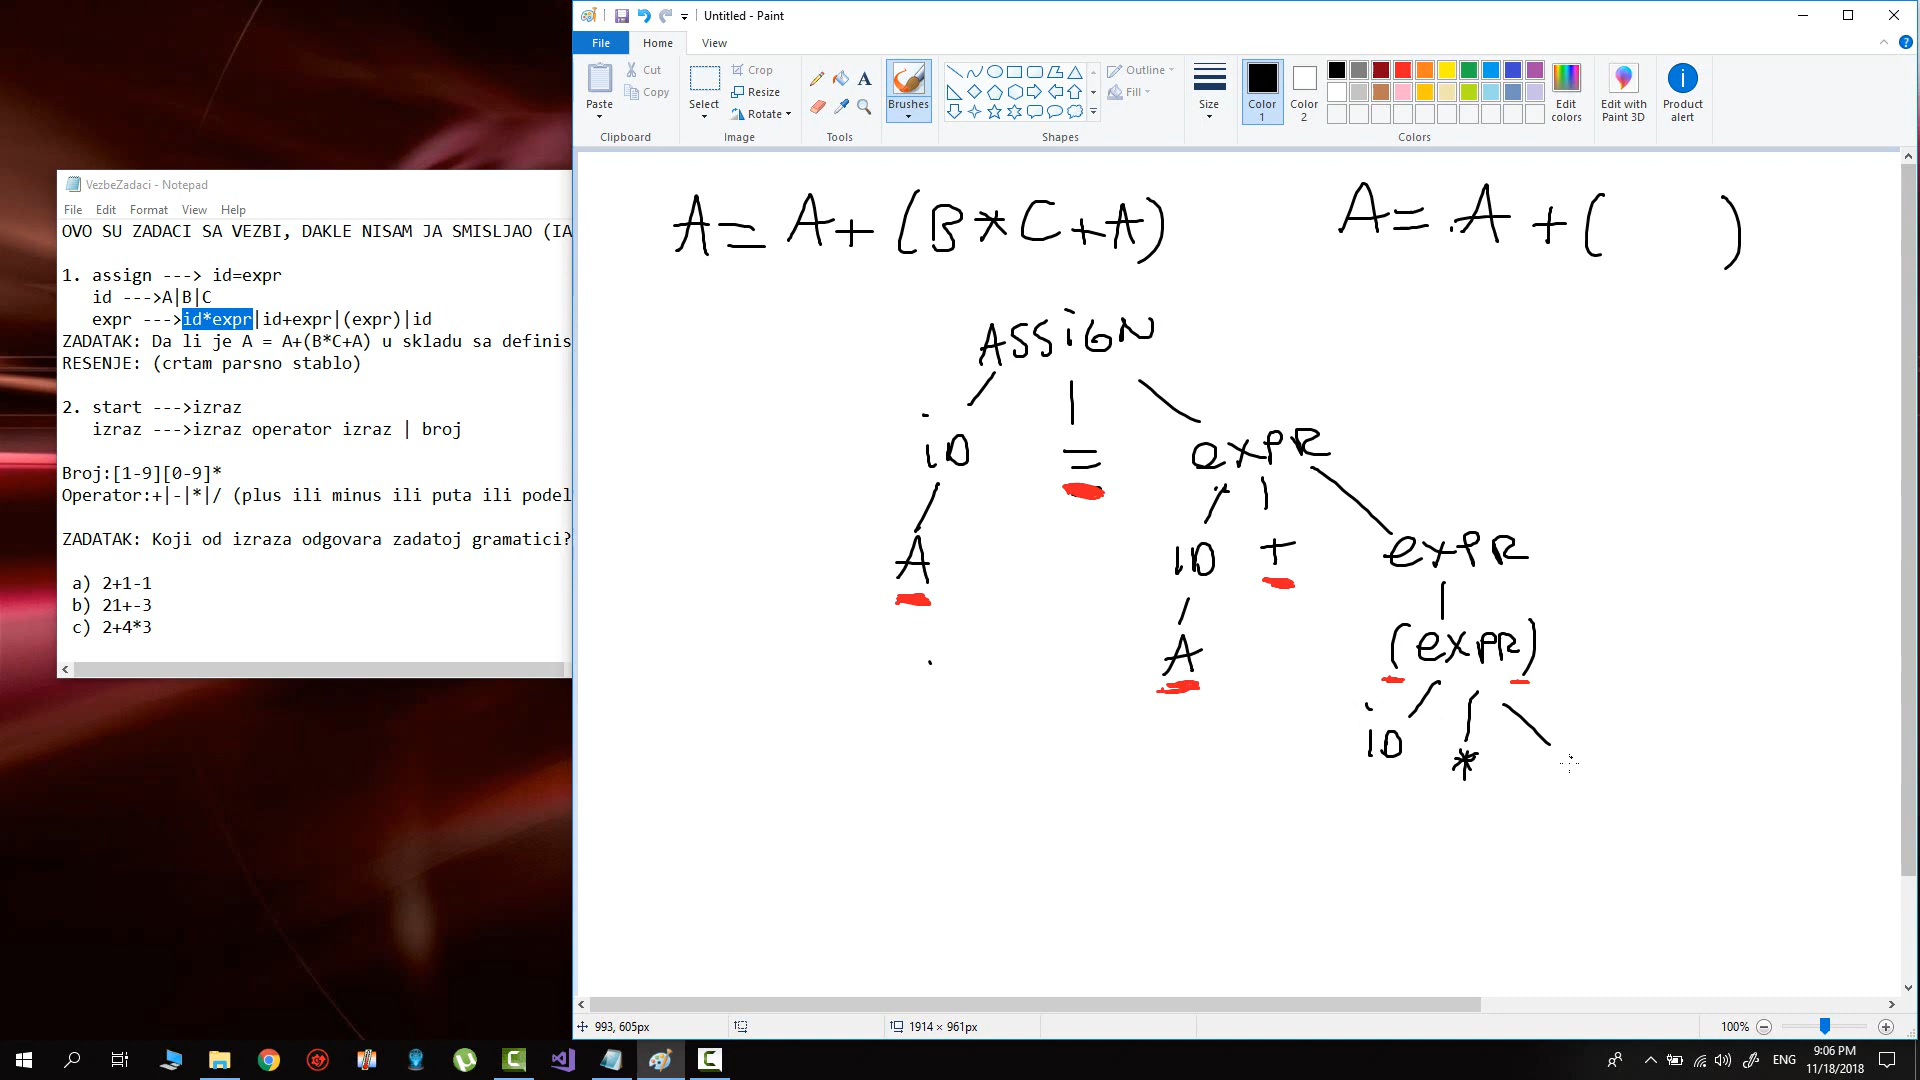 VezbeZadaci - Notepad
File Edit Format View Help
OVO SU ZADACI SA VEZBI, DAKLE NISAM JA SMISLJAO (IA
1. assign ---> id=expr
id --->A|B|C
expr --->id*expr|id+expr|(expr)|id
ZADATAK: Da li je A = A+(B*C+A) u skladu sa definis
RESENJE: (crtam parsno stablo)
2. start --->izraz
izraz --->izraz operator izraz | broj
Broj:[1-9][0-9]*
Operator:+|-|*|/ (plus ili minus ili puta ili podel
ZADATAK: Koji od izraza odgovara zadatoj gramatici?
a) 2+1-1
b) 21+-3
c) 2+4*3
Untitled - Paint
File Home View
Paste
Cut
Copy
Clipboard
Select
Crop
Resize
Rotate
Image
Tools
Brushes
Shapes
Outline
Fill
Size
Color 1
Color 2
Colors
Edit colors
Edit with Paint 3D
Product alert
A=A+(B*C+A) A=A+( )
ASSiGN
iD = expR
A iD + expR
A (expR)
iD *
993, 605px
1914 × 961px
100%
ENG
9:06 PM
11/18/2018